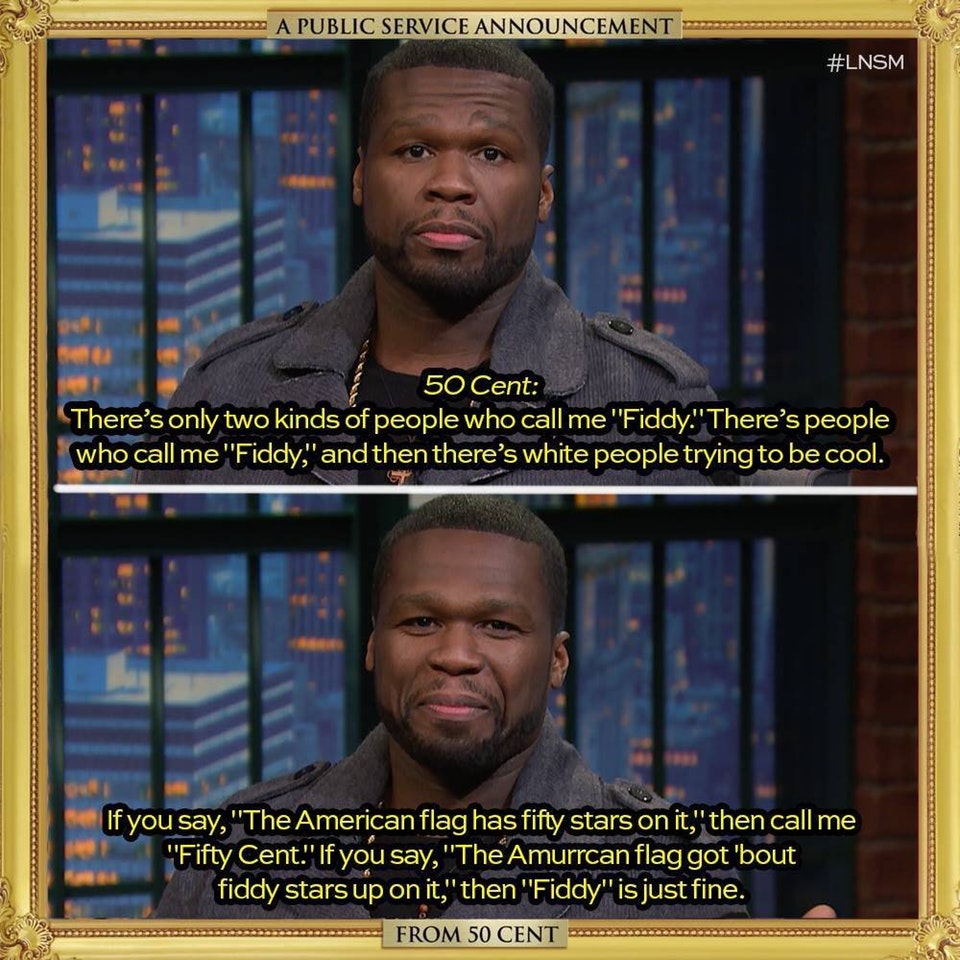 A PUBLIC SERVICE ANNOUNCEMENT
#LNSM
50 Cent:
There's only two kinds of people who call me "Fiddy." There's people
who call me "Fiddy," and then there's white people trying to be cool.
If you say, "The American flag has fifty stars on it," then call me
"Fifty Cent." If you say, "The Amurrcan flag got 'bout
fiddy stars up on it," then "Fiddy" is just fine.
FROM 50 CENT